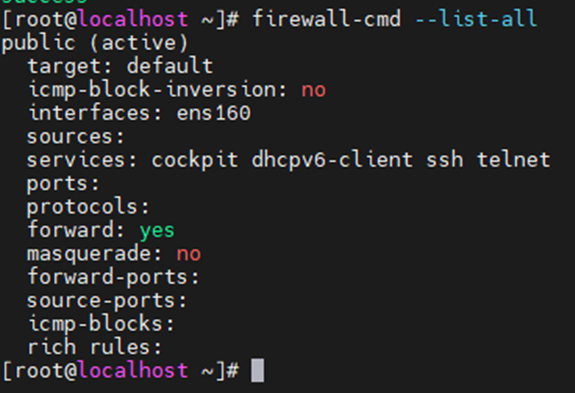 [root@localhost ~]# firewall-cmd --list-all
public (active)
  target: default
  icmp-block-inversion: no
  interfaces: ens160
  sources:
  services: cockpit dhcpv6-client ssh telnet
  ports:
  protocols:
  forward: yes
  masquerade: no
  forward-ports:
  source-ports:
  icmp-blocks:
  rich rules:
[root@localhost ~]#